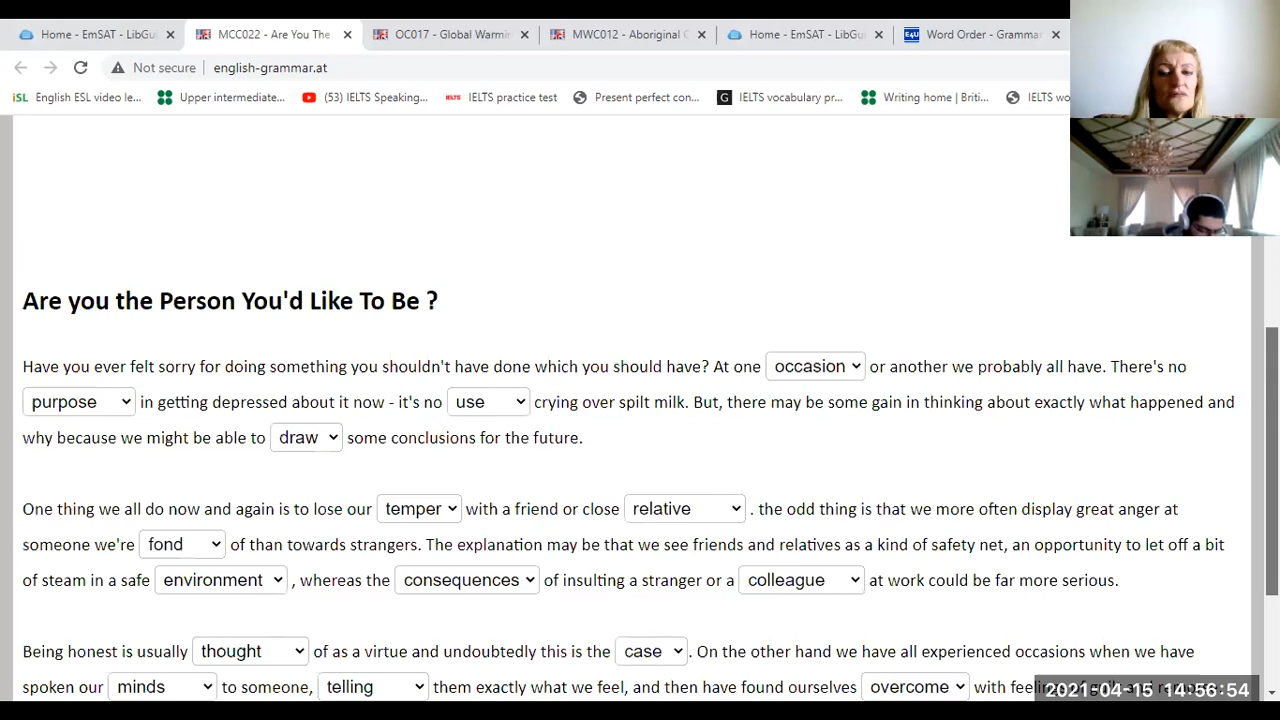 Home - EmSAT - LibGu
MCC022 - Are You The
OC017 - Global Warmin
MWC012 - Aboriginal
Home - EmSAT - LibGu
E4U Word Order - Gramma
Not secure english-grammar.at
iSL English ESL video le...
Upper intermediate...
(53) IELTS Speaking...
IELTS IELTS practice test
Present perfect con...
G IELTS vocabulary pr...
Writing home | Briti...
IELTS wo
Are you the Person You'd Like To Be ?
Have you ever felt sorry for doing something you shouldn't have done which you should have? At one occasion or another we probably all have. There's no
purpose in getting depressed about it now - it's no use crying over spilt milk. But, there may be some gain in thinking about exactly what happened and
why because we might be able to draw some conclusions for the future.
One thing we all do now and again is to lose our temper with a friend or close relative . the odd thing is that we more often display great anger at
someone we're fond of than towards strangers. The explanation may be that we see friends and relatives as a kind of safety net, an opportunity to let off a bit
of steam in a safe environment , whereas the consequences of insulting a stranger or a colleague at work could be far more serious.
Being honest is usually thought of as a virtue and undoubtedly this is the case . On the other hand we have all experienced occasions when we have
spoken our minds to someone, telling them exactly what we feel, and then have found ourselves overcome with
2021-04-15 14:56:54